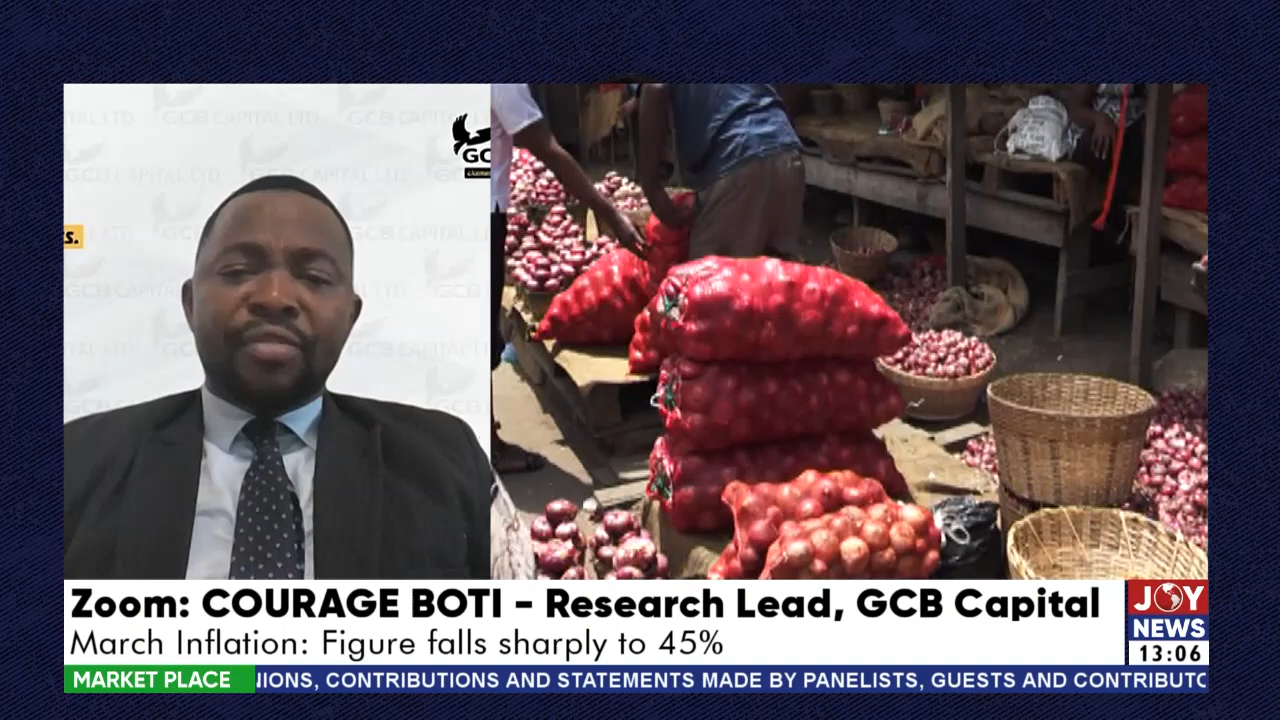 GCB CAPITAL LTD
GC
s.
Zoom: COURAGE BOTI – Research Lead, GCB Capital
March Inflation: Figure falls sharply to 45%
JOY
NEWS
13:06
MARKET PLACE
NIONS, CONTRIBUTIONS AND STATEMENTS MADE BY PANELISTS, GUESTS AND CONTRIBUTO